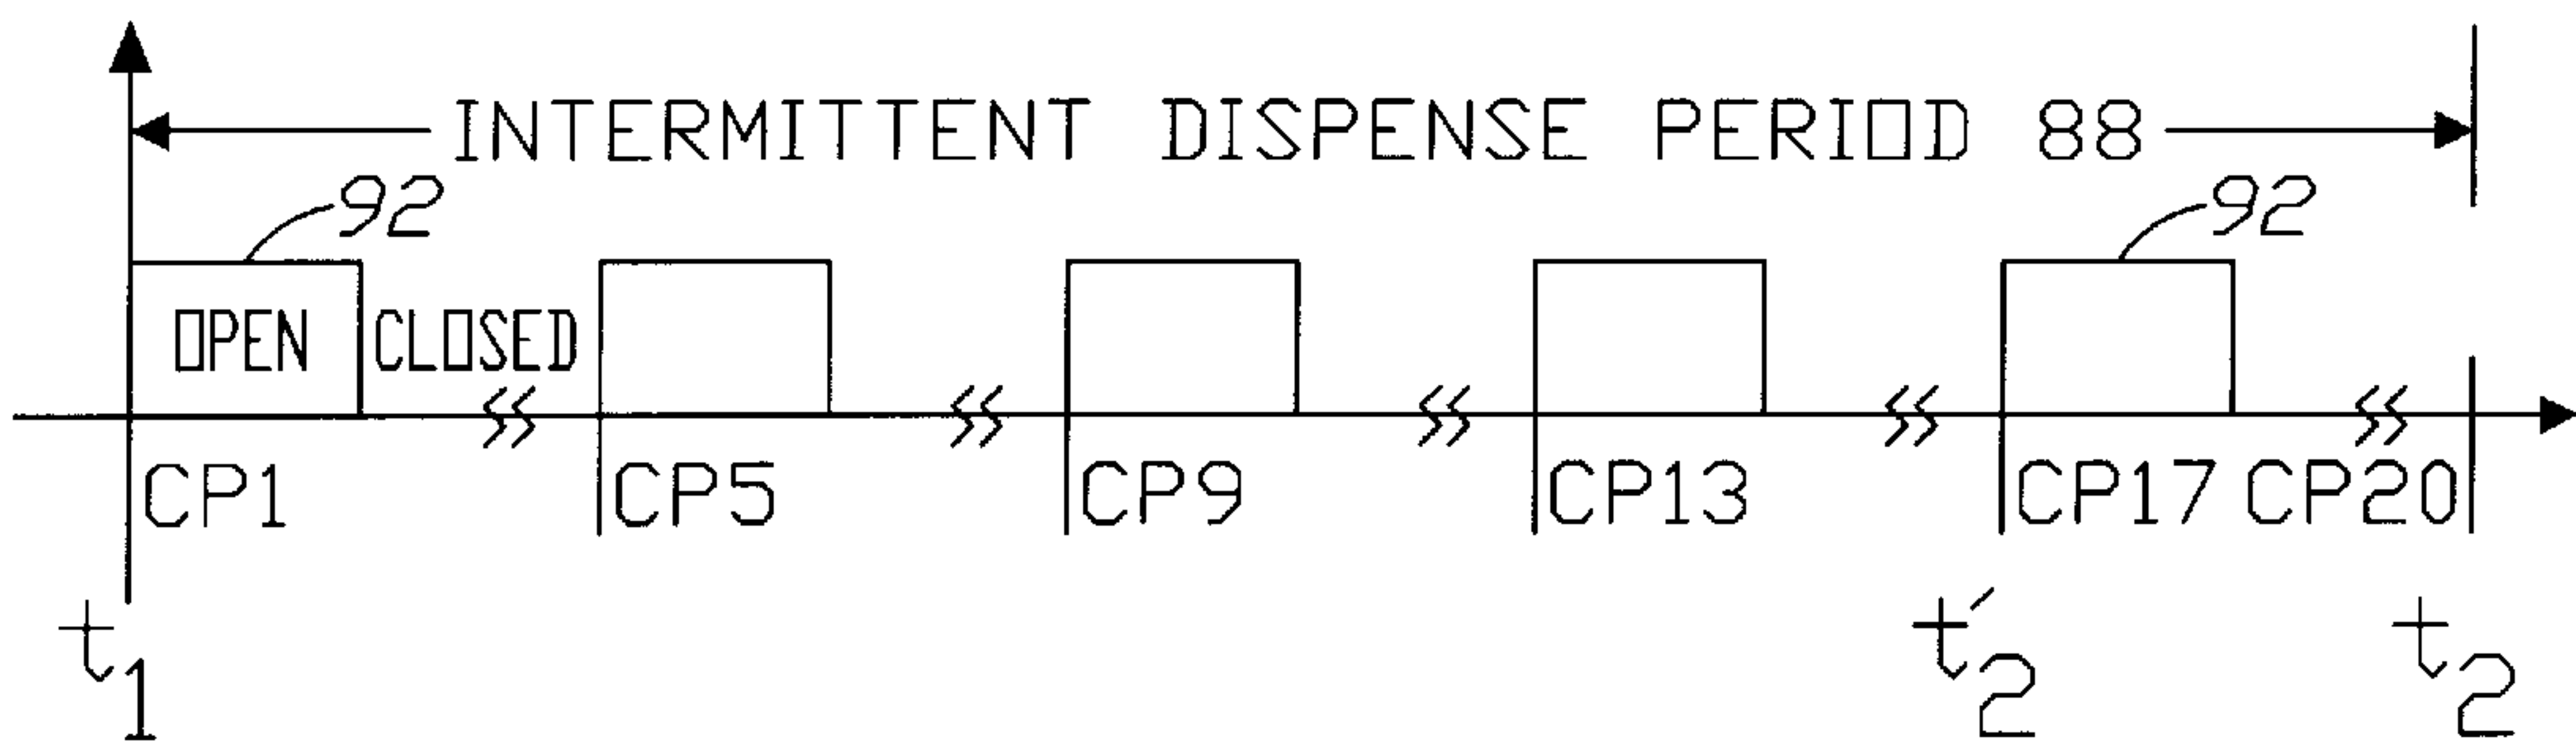 INTERMITTENT DISPENSE PERIOD 88
92 92
OPEN CLOSED
CP1 CP5 CP9 CP13 CP17 CP20
t1 t'2 t2